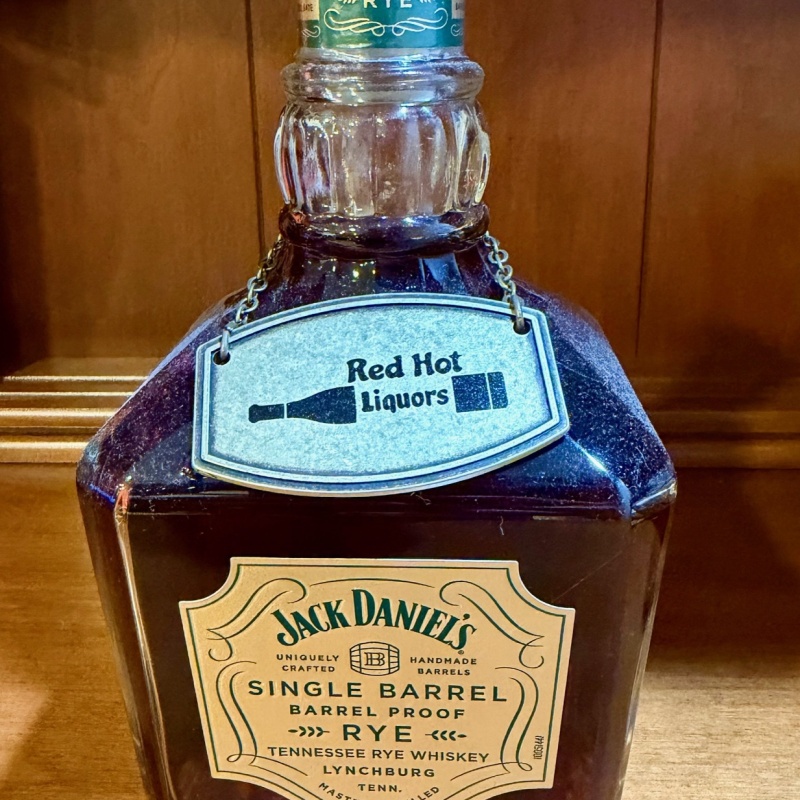 RYE
Red Hot
Liquors
JACK DANIEL'S
UNIQUELY CRAFTED
HANDMADE BARRELS
SINGLE BARREL
BARREL PROOF
RYE
TENNESSEE RYE WHISKEY
LYNCHBURG
TENN.